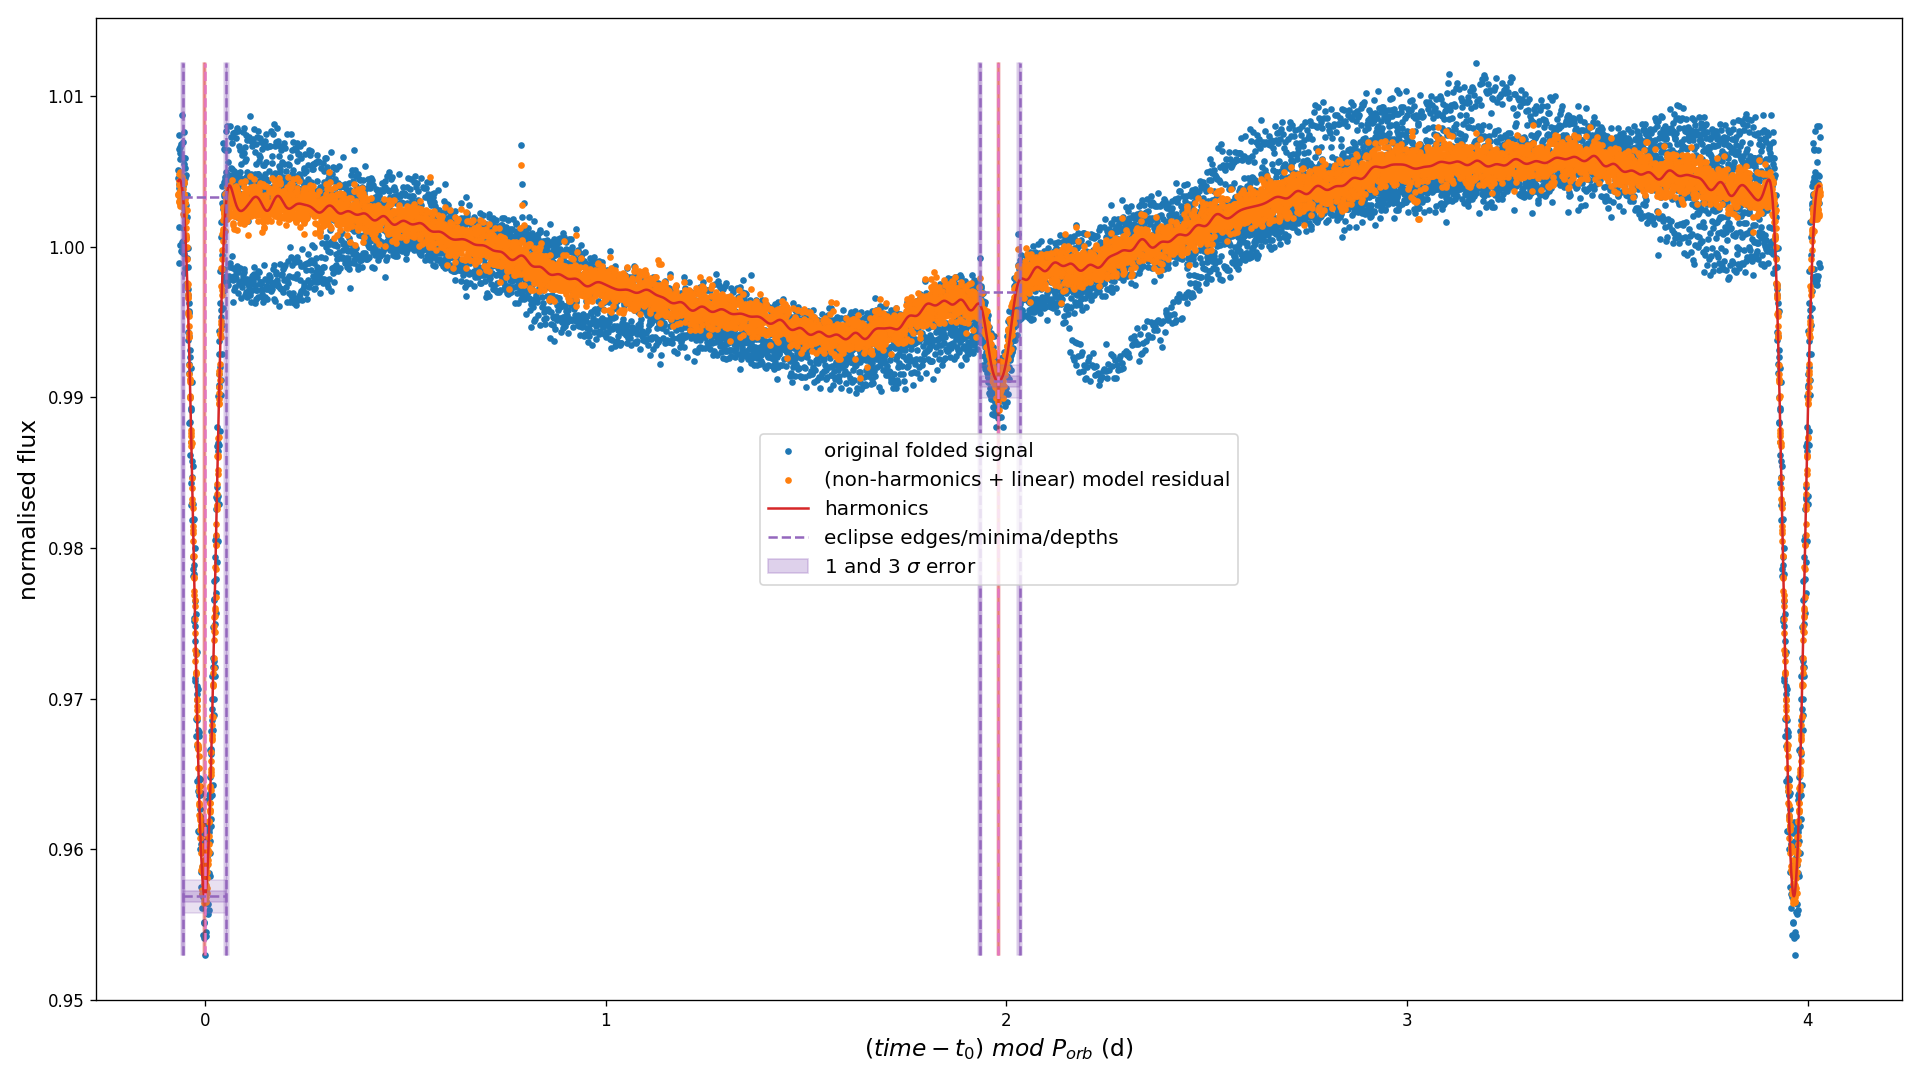 1.01
1.00
0.99
0.98
0.97
0.96
0.95
normalised flux
original folded signal
(non-harmonics + linear) model residual
harmonics
eclipse edges/minima/depths
1 and 3 σ error
0 1 2 3 4
(time − t₀) mod P_orb (d)